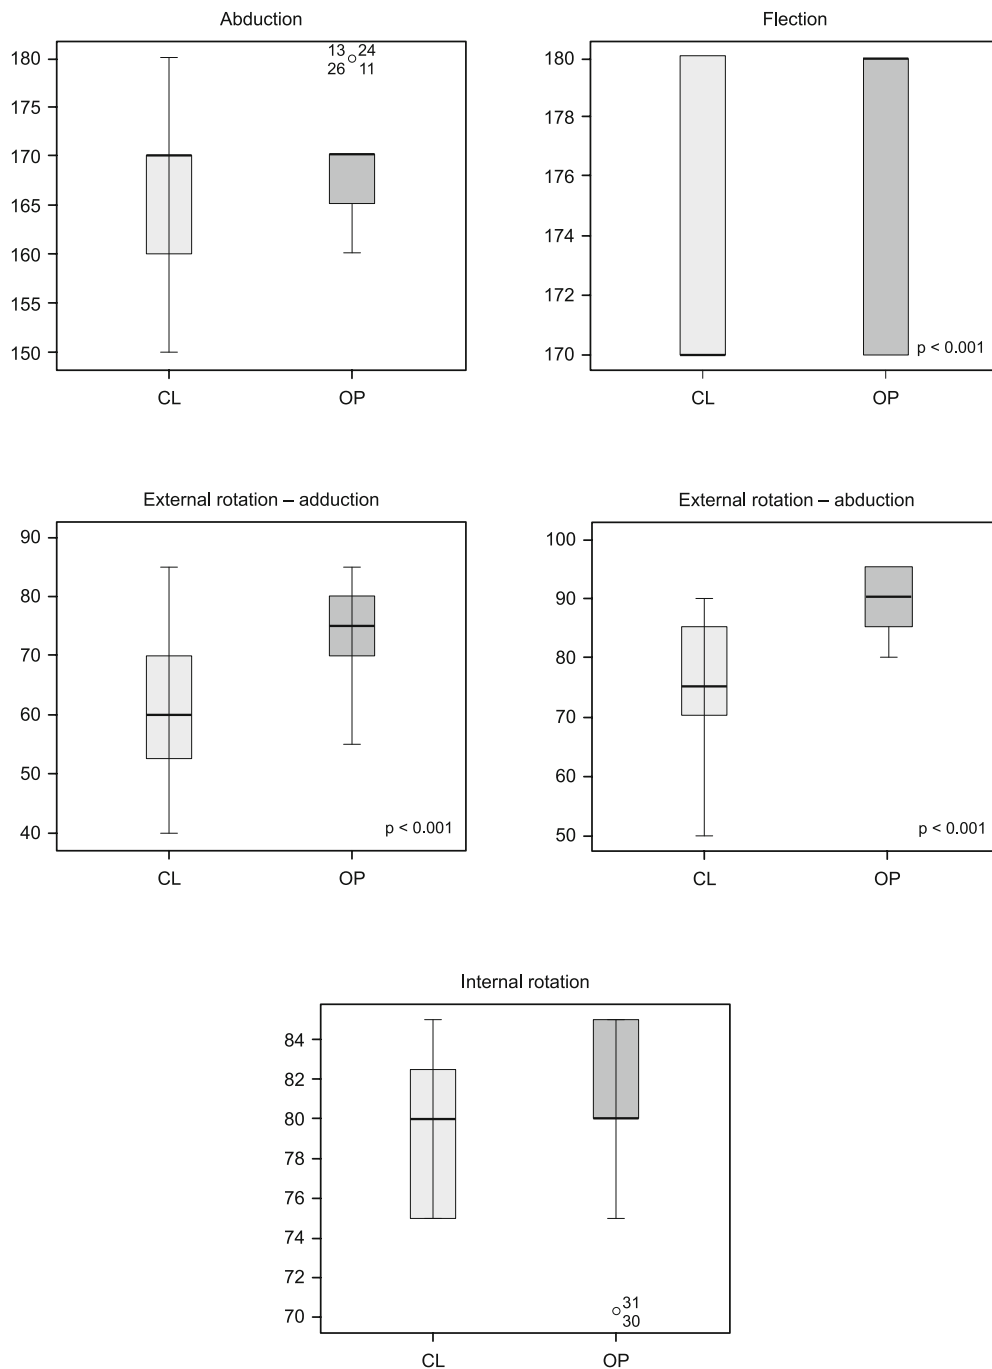 Abduction
180
175
170
165
160
155
150
13 24
26 11
CL OP
Flection
180
178
176
174
172
170
p < 0.001
CL OP
External rotation – adduction
90
80
70
60
50
40
p < 0.001
CL OP
External rotation – abduction
100
90
80
70
60
50
p < 0.001
CL OP
Internal rotation
84
82
80
78
76
74
72
70
31
30
CL OP